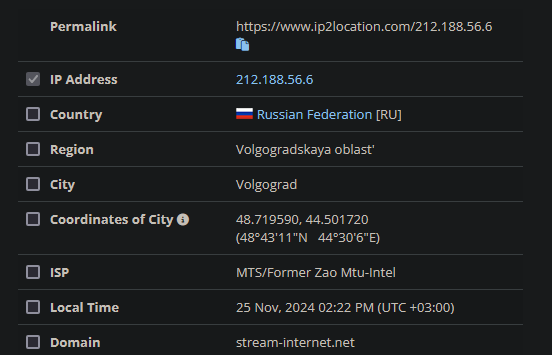 Permalink https://www.ip2location.com/212.188.56.6
IP Address 212.188.56.6
Country Russian Federation [RU]
Region Volgogradskaya oblast'
City Volgograd
Coordinates of City 48.719590, 44.501720
(48°43'11"N 44°30'6"E)
ISP MTS/Former Zao Mtu-Intel
Local Time 25 Nov, 2024 02:22 PM (UTC +03:00)
Domain stream-internet.net